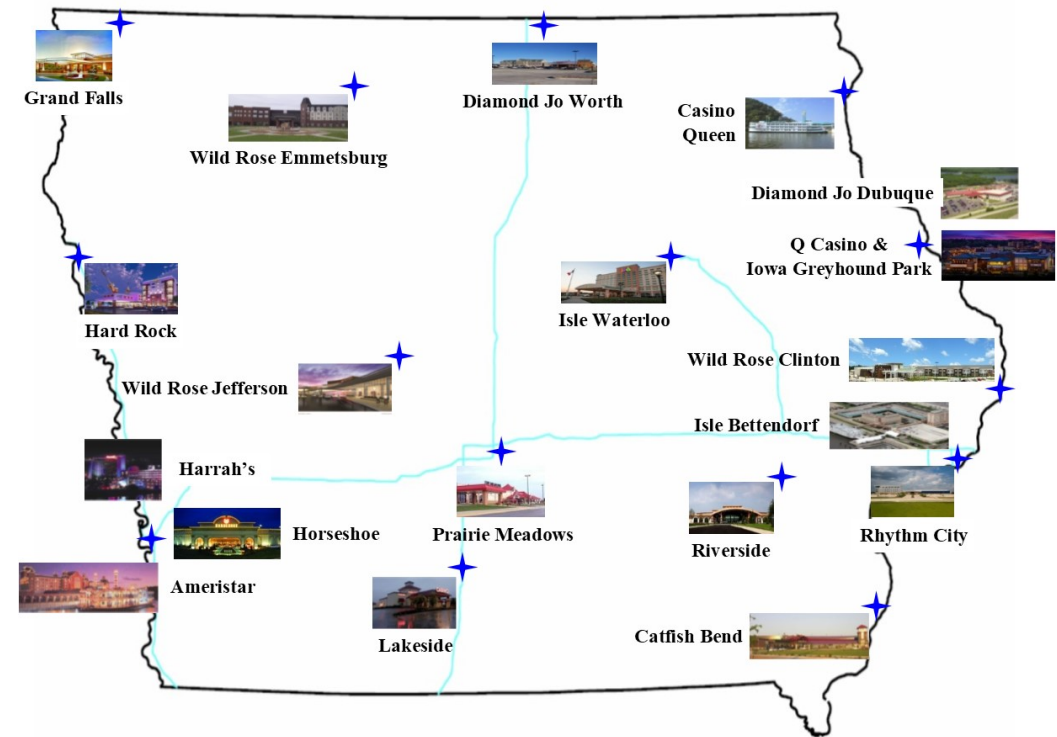 Grand Falls
Diamond Jo Worth
Wild Rose Emmetsburg
Casino
Queen
Diamond Jo Dubuque
Q Casino &
Iowa Greyhound Park
Hard Rock
Isle Waterloo
Wild Rose Jefferson
Wild Rose Clinton
Isle Bettendorf
Harrah's
Prairie Meadows
Horseshoe
Riverside
Rhythm City
Ameristar
Lakeside
Catfish Bend